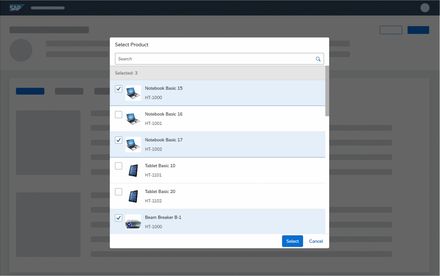 SAP
Select Product
Search
Selected: 3
Notebook Basic 15
HT-1000
Notebook Basic 16
HT-1001
Notebook Basic 17
HT-1002
Tablet Basic 10
HT-1101
Tablet Basic 20
HT-1102
Beam Breaker B-1
HT-1000
Select Cancel